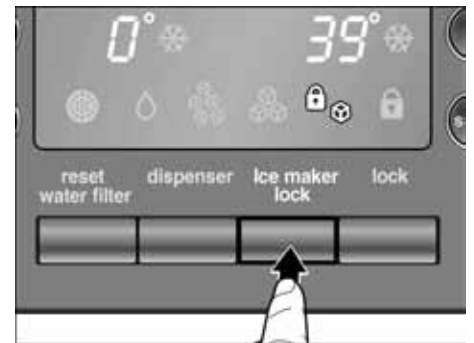 0° 39°
reset
water filter
dispenser
Ice maker
lock
lock